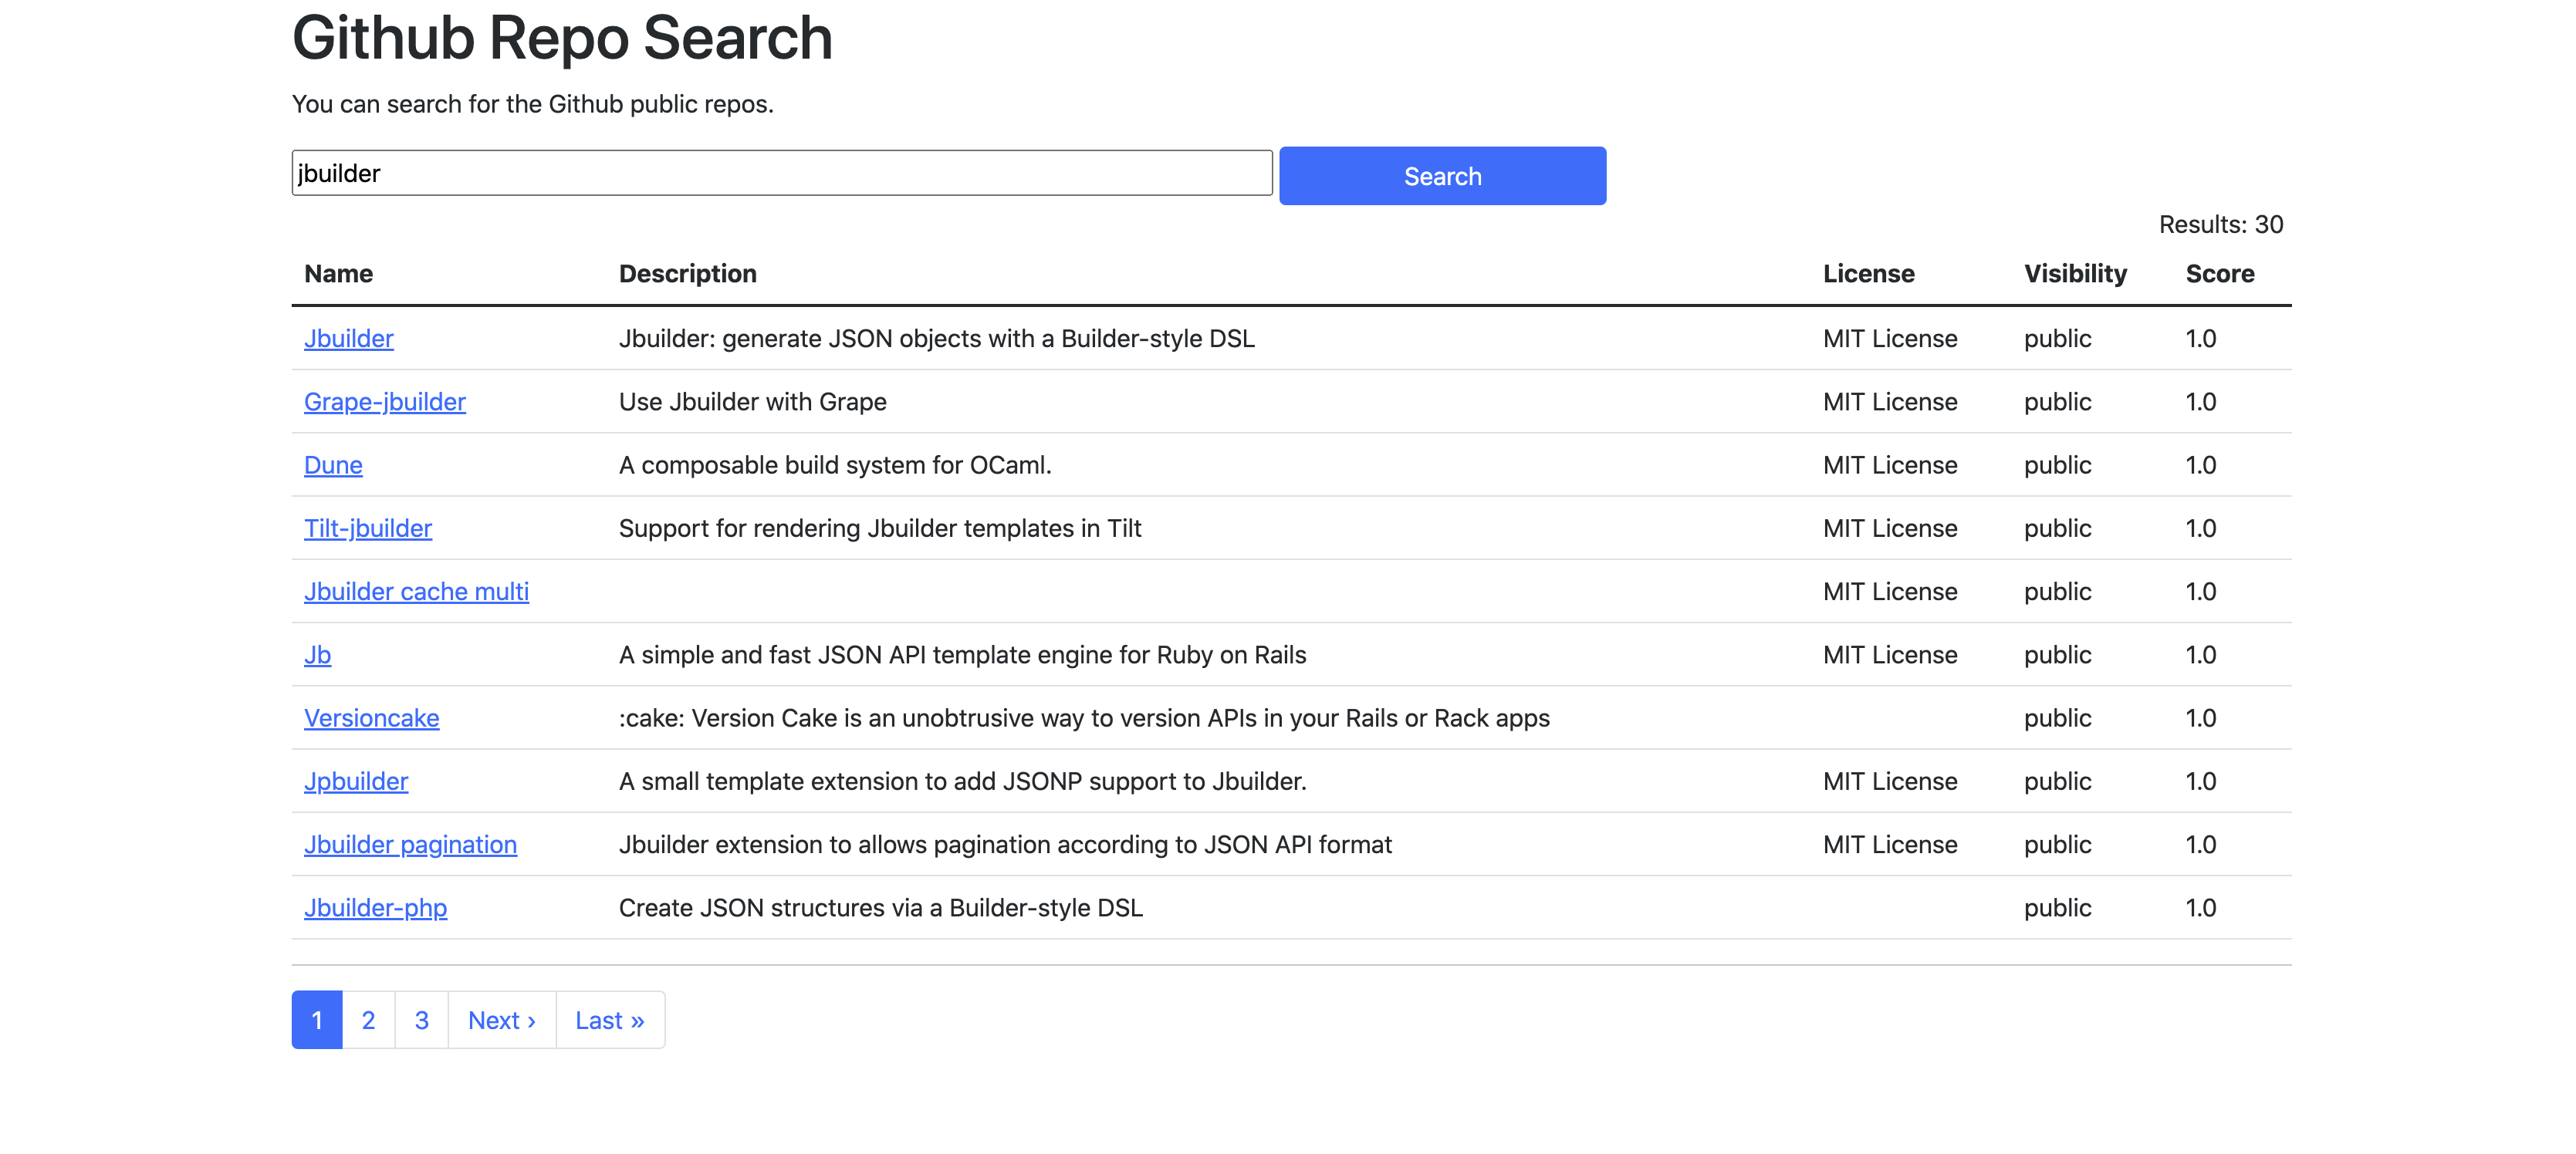 Github Repo Search
You can search for the Github public repos.
jbuilder Search
Results: 30
Name Description License Visibility Score
Jbuilder Jbuilder: generate JSON objects with a Builder-style DSL MIT License public 1.0
Grape-jbuilder Use Jbuilder with Grape MIT License public 1.0
Dune A composable build system for OCaml. MIT License public 1.0
Tilt-jbuilder Support for rendering Jbuilder templates in Tilt MIT License public 1.0
Jbuilder cache multi MIT License public 1.0
Jb A simple and fast JSON API template engine for Ruby on Rails MIT License public 1.0
Versioncake :cake: Version Cake is an unobtrusive way to version APIs in your Rails or Rack apps public 1.0
Jpbuilder A small template extension to add JSONP support to Jbuilder. MIT License public 1.0
Jbuilder pagination Jbuilder extension to allows pagination according to JSON API format MIT License public 1.0
Jbuilder-php Create JSON structures via a Builder-style DSL public 1.0
1 2 3 Next › Last »